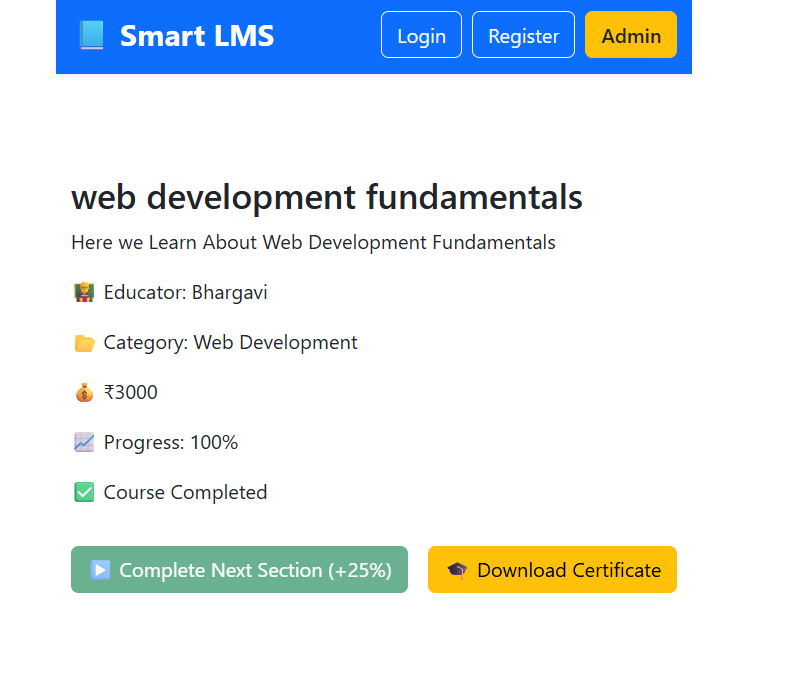 Smart LMS Login Register Admin
web development fundamentals
Here we Learn About Web Development Fundamentals
Educator: Bhargavi
Category: Web Development
₹3000
Progress: 100%
Course Completed
Complete Next Section (+25%) Download Certificate